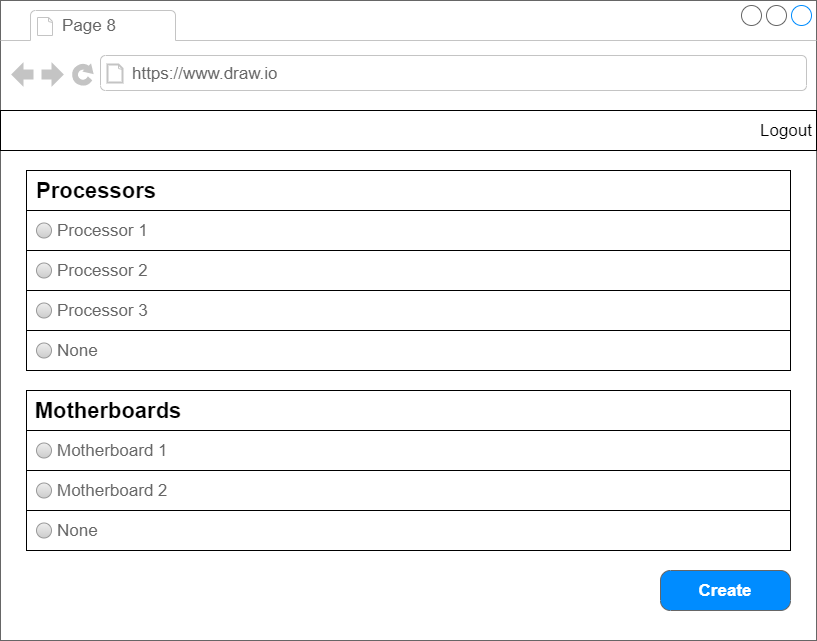 Page 8
https://www.draw.io
Logout
Processors
Processor 1
Processor 2
Processor 3
None
Motherboards
Motherboard 1
Motherboard 2
None
Create